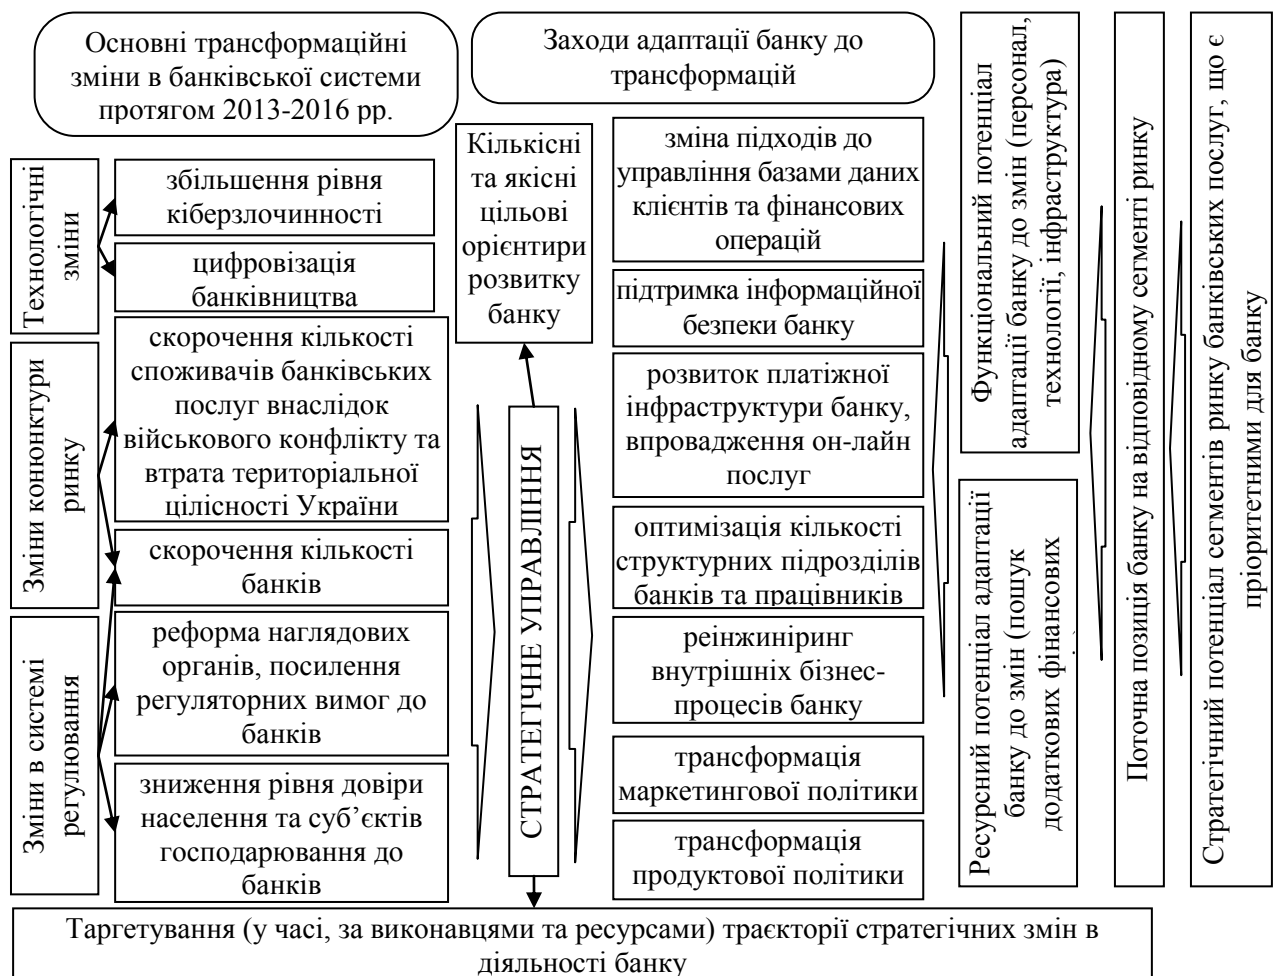 Основні трансформаційні
зміни в банківської системи
протягом 2013-2016 рр.
Заходи адаптації банку до
трансформацій
Технологічні
зміни
збільшення рівня
кіберзлочинності
цифровізація
банківництва
Зміни конюнктури
ринку
скорочення кількості
споживачів банківських
послуг внаслідок
військового конфлікту та
втрата територіальної
цілісності України
скорочення кількості
банків
Зміни в системі
регулювання
реформа наглядових
органів, посилення
регуляторних вимог до
банків
зниження рівня довіри
населення та суб’єктів
господарювання до
банків
Кількісні
та якісні
цільові
орієнтири
розвитку
банку
СТРАТЕГІЧНЕ УПРАВЛІННЯ
зміна підходів до
управління базами даних
клієнтів та фінансових
операцій
підтримка інформаційної
безпеки банку
розвиток платіжної
інфраструктури банку,
впровадження он-лайн
послуг
оптимізація кількості
структурних підрозділів
банків та працівників
реінжиніринг
внутрішніх бізнес-
процесів банку
трансформація
маркетингової політики
трансформація
продуктової політики
Функціональний потенціал
адаптації банку до змін (персонал,
технології, інфраструктура)
Ресурсний потенціал адаптації
банку до змін (пошук
додаткових фінансових
Поточна позиція банку на відповідному сегменті ринку
Стратегічний потенціал сегментів ринку банківських послуг, що є
пріоритетними для банку
Таргетування (у часі, за виконавцями та ресурсами) траєкторії стратегічних змін в
діяльності банку